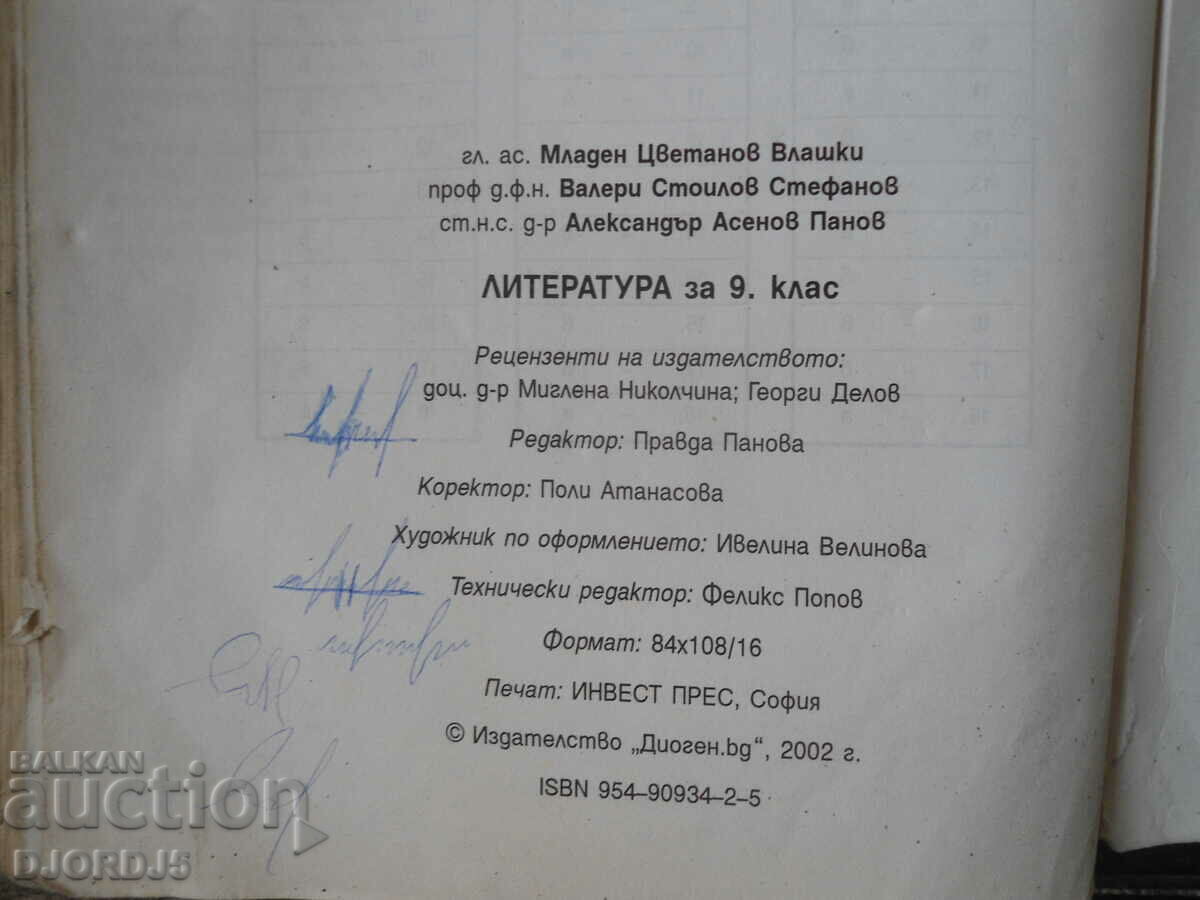 гл. ас. Младен Цветанов Влашки
проф д.ф.н. Валери Стоилов Стефанов
ст.н.с. д-р Александър Асенов Панов
ЛИТЕРАТУРА за 9. клас
Рецензенти на издателството:
доц. д-р Миглена Николчина; Георги Делов
Редактор: Правда Панова
Коректор: Поли Атанасова
Художник по оформлението: Ивелина Велинова
Технически редактор: Феликс Попов
Формат: 84x108/16
Печат: ИНВЕСТ ПРЕС, София
© Издателство „Диоген.bg“, 2002 г.
ISBN 954-90934-2-5
BALKAN
auction
DJORDJ5